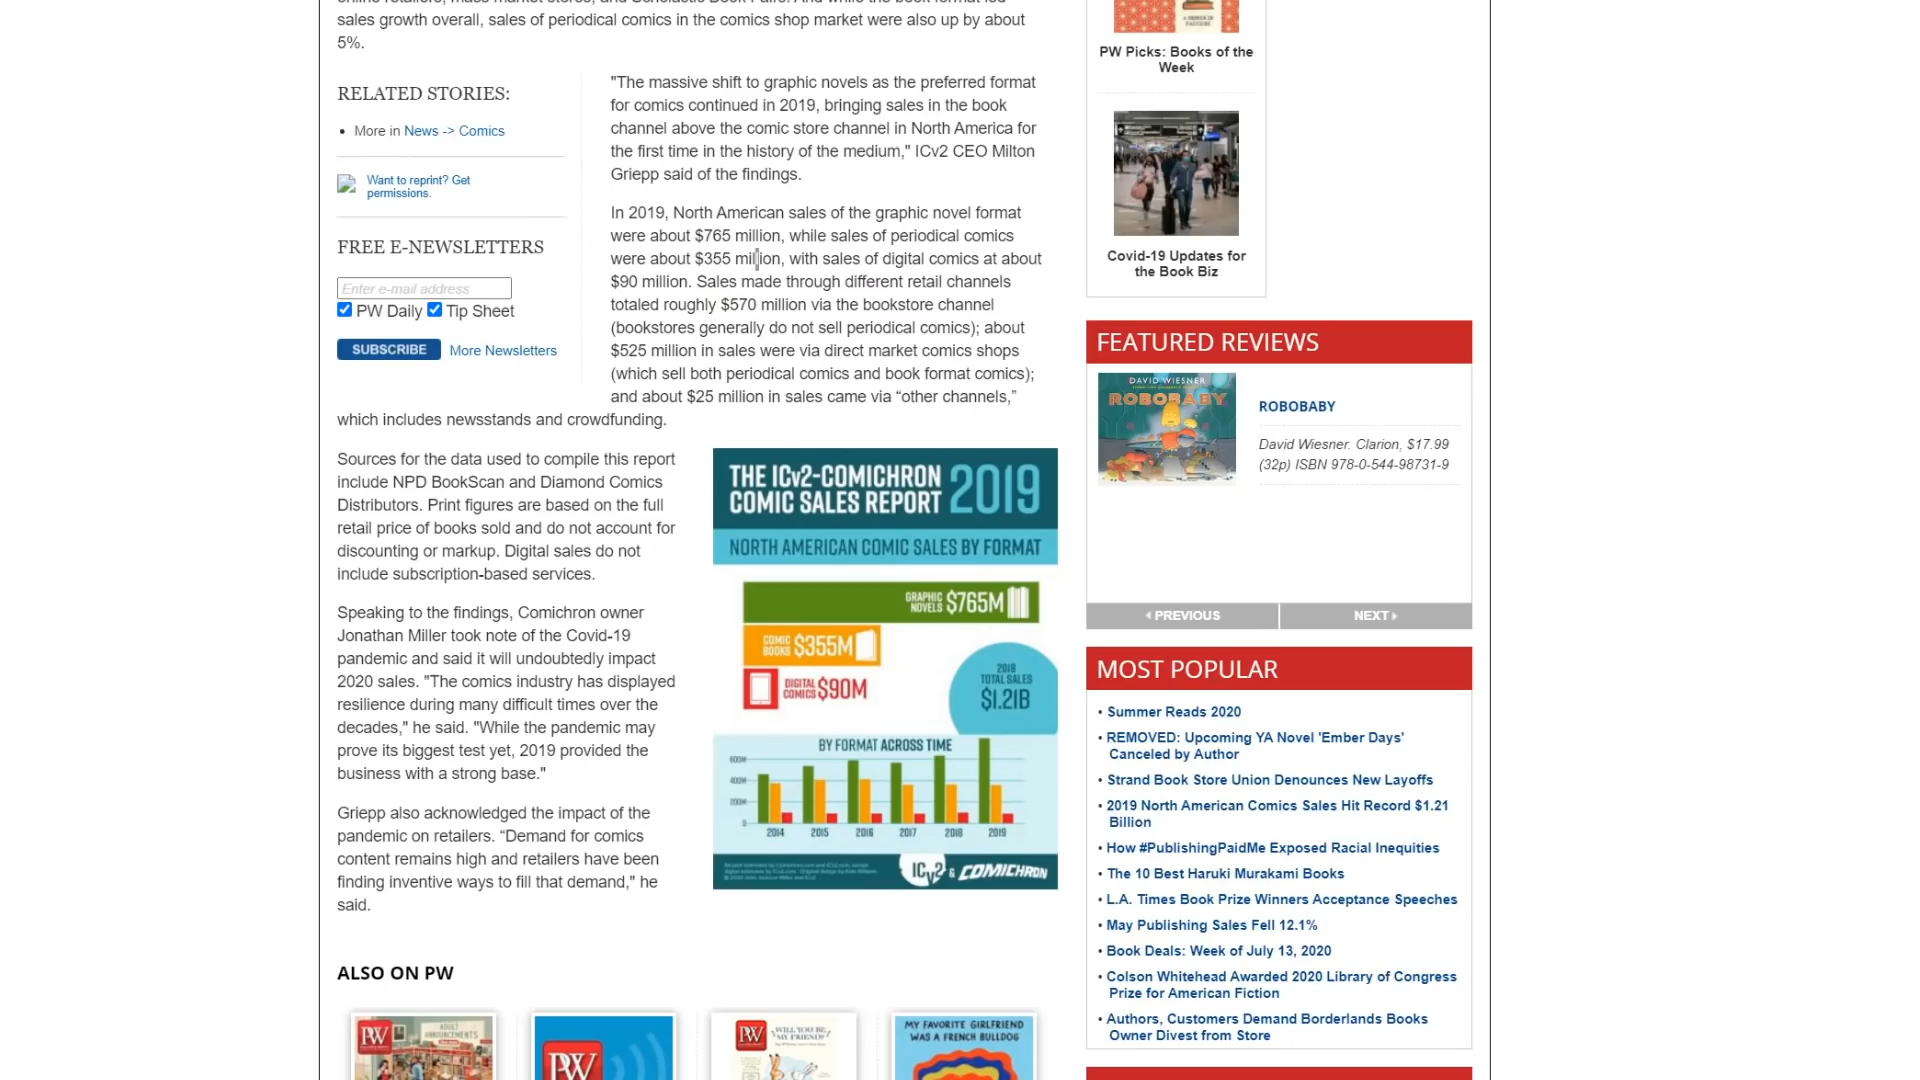 sales growth overall, sales of periodical comics in the comics shop market were also up by about
5%.
RELATED STORIES:
• More in News -> Comics
Want to reprint? Get
permissions.
FREE E-NEWSLETTERS
Enter e-mail address
PW Daily Tip Sheet
SUBSCRIBE More Newsletters
"The massive shift to graphic novels as the preferred format
for comics continued in 2019, bringing sales in the book
channel above the comic store channel in North America for
the first time in the history of the medium," ICv2 CEO Milton
Griepp said of the findings.
In 2019, North American sales of the graphic novel format
were about $765 million, while sales of periodical comics
were about $355 million, with sales of digital comics at about
$90 million. Sales made through different retail channels
totaled roughly $570 million via the bookstore channel
(bookstores generally do not sell periodical comics); about
$525 million in sales were via direct market comics shops
(which sell both periodical comics and book format comics);
and about $25 million in sales came via “other channels,”
which includes newsstands and crowdfunding.
Sources for the data used to compile this report
include NPD BookScan and Diamond Comics
Distributors. Print figures are based on the full
retail price of books sold and do not account for
discounting or markup. Digital sales do not
include subscription-based services.
Speaking to the findings, Comichron owner
Jonathan Miller took note of the Covid-19
pandemic and said it will undoubtedly impact
2020 sales. "The comics industry has displayed
resilience during many difficult times over the
decades," he said. "While the pandemic may
prove its biggest test yet, 2019 provided the
business with a strong base."
Griepp also acknowledged the impact of the
pandemic on retailers. “Demand for comics
content remains high and retailers have been
finding inventive ways to fill that demand," he
said.
THE ICv2-COMICHRON
COMIC SALES REPORT 2019
NORTH AMERICAN COMIC SALES BY FORMAT
GRAPHIC
NOVELS $765M
COMIC
BOOKS $355M
DIGITAL
COMICS $90M
2018
TOTAL SALES
$1.21B
BY FORMAT ACROSS TIME
600M
400M
200M
0
2014 2015 2016 2017 2018 2019
ICv2 & COMICHRON
ALSO ON PW
PW
ADULT
ANNOUNCEMENTS
PW
PW
WILL YOU BE
MY FRIEND?
MY FAVORITE GIRLFRIEND
WAS A FRENCH BULLDOG
PW Picks: Books of the
Week
Covid-19 Updates for
the Book Biz
FEATURED REVIEWS
DAVID WIESNER
ROBOBABY
ROBOBABY
David Wiesner. Clarion, $17.99
(32p) ISBN 978-0-544-98731-9
PREVIOUS NEXT
MOST POPULAR
• Summer Reads 2020
• REMOVED: Upcoming YA Novel 'Ember Days'
Canceled by Author
• Strand Book Store Union Denounces New Layoffs
• 2019 North American Comics Sales Hit Record $1.21
Billion
• How #PublishingPaidMe Exposed Racial Inequities
• The 10 Best Haruki Murakami Books
• L.A. Times Book Prize Winners Acceptance Speeches
• May Publishing Sales Fell 12.1%
• Book Deals: Week of July 13, 2020
• Colson Whitehead Awarded 2020 Library of Congress
Prize for American Fiction
• Authors, Customers Demand Borderlands Books
Owner Divest from Store